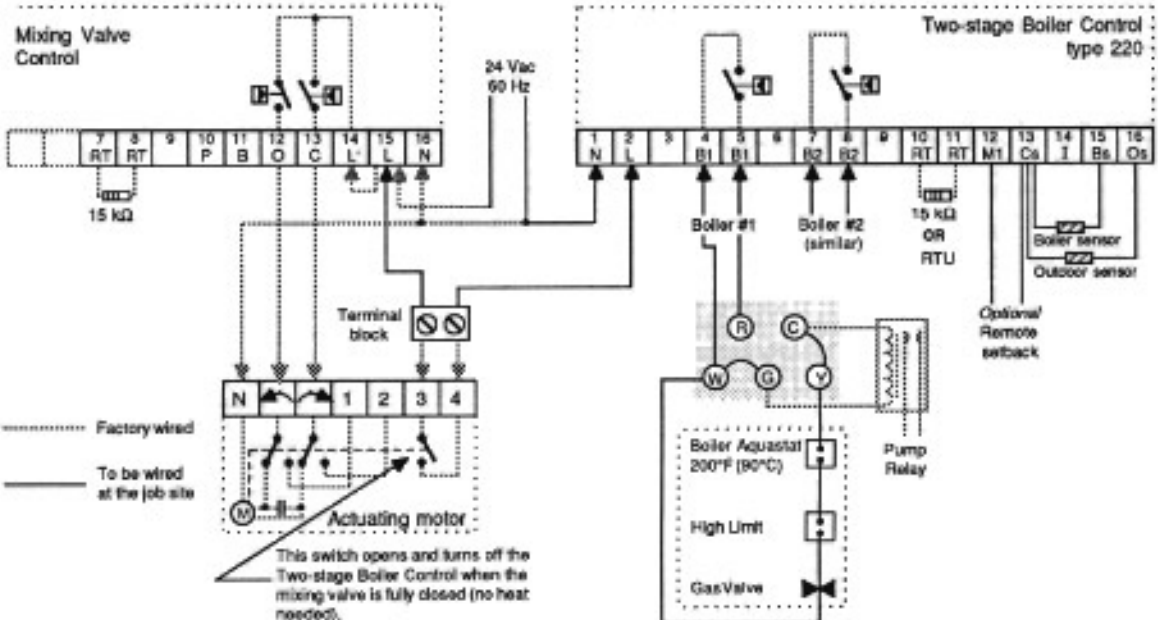 Mixing Valve
Control
Two-stage Boiler Control
type 220
24 Vac
60 Hz
7 8 9 10 11 12 13 14 15 16
RT RT P B O C L' L N
1 2 3 4 5 6 7 8 9 10 11 12 13 14 15 16
N L B1 B1 B2 B2 RT RT M1 Cs I Bs Os
15 kΩ
Boiler #1
Boiler #2
(similar)
15 kΩ
OR
RTU
Boiler sensor
Outdoor sensor
Optional
Remote
setback
Terminal
block
R C
W G Y
N 1 2 3 4
Factory wired
To be wired
at the job site
M
Actuating motor
Pump
Relay
Boiler Aquastat
200°F (90°C)
High Limit
Gas Valve
This switch opens and turns off the
Two-stage Boiler Control when the
mixing valve is fully closed (no heat
needed).